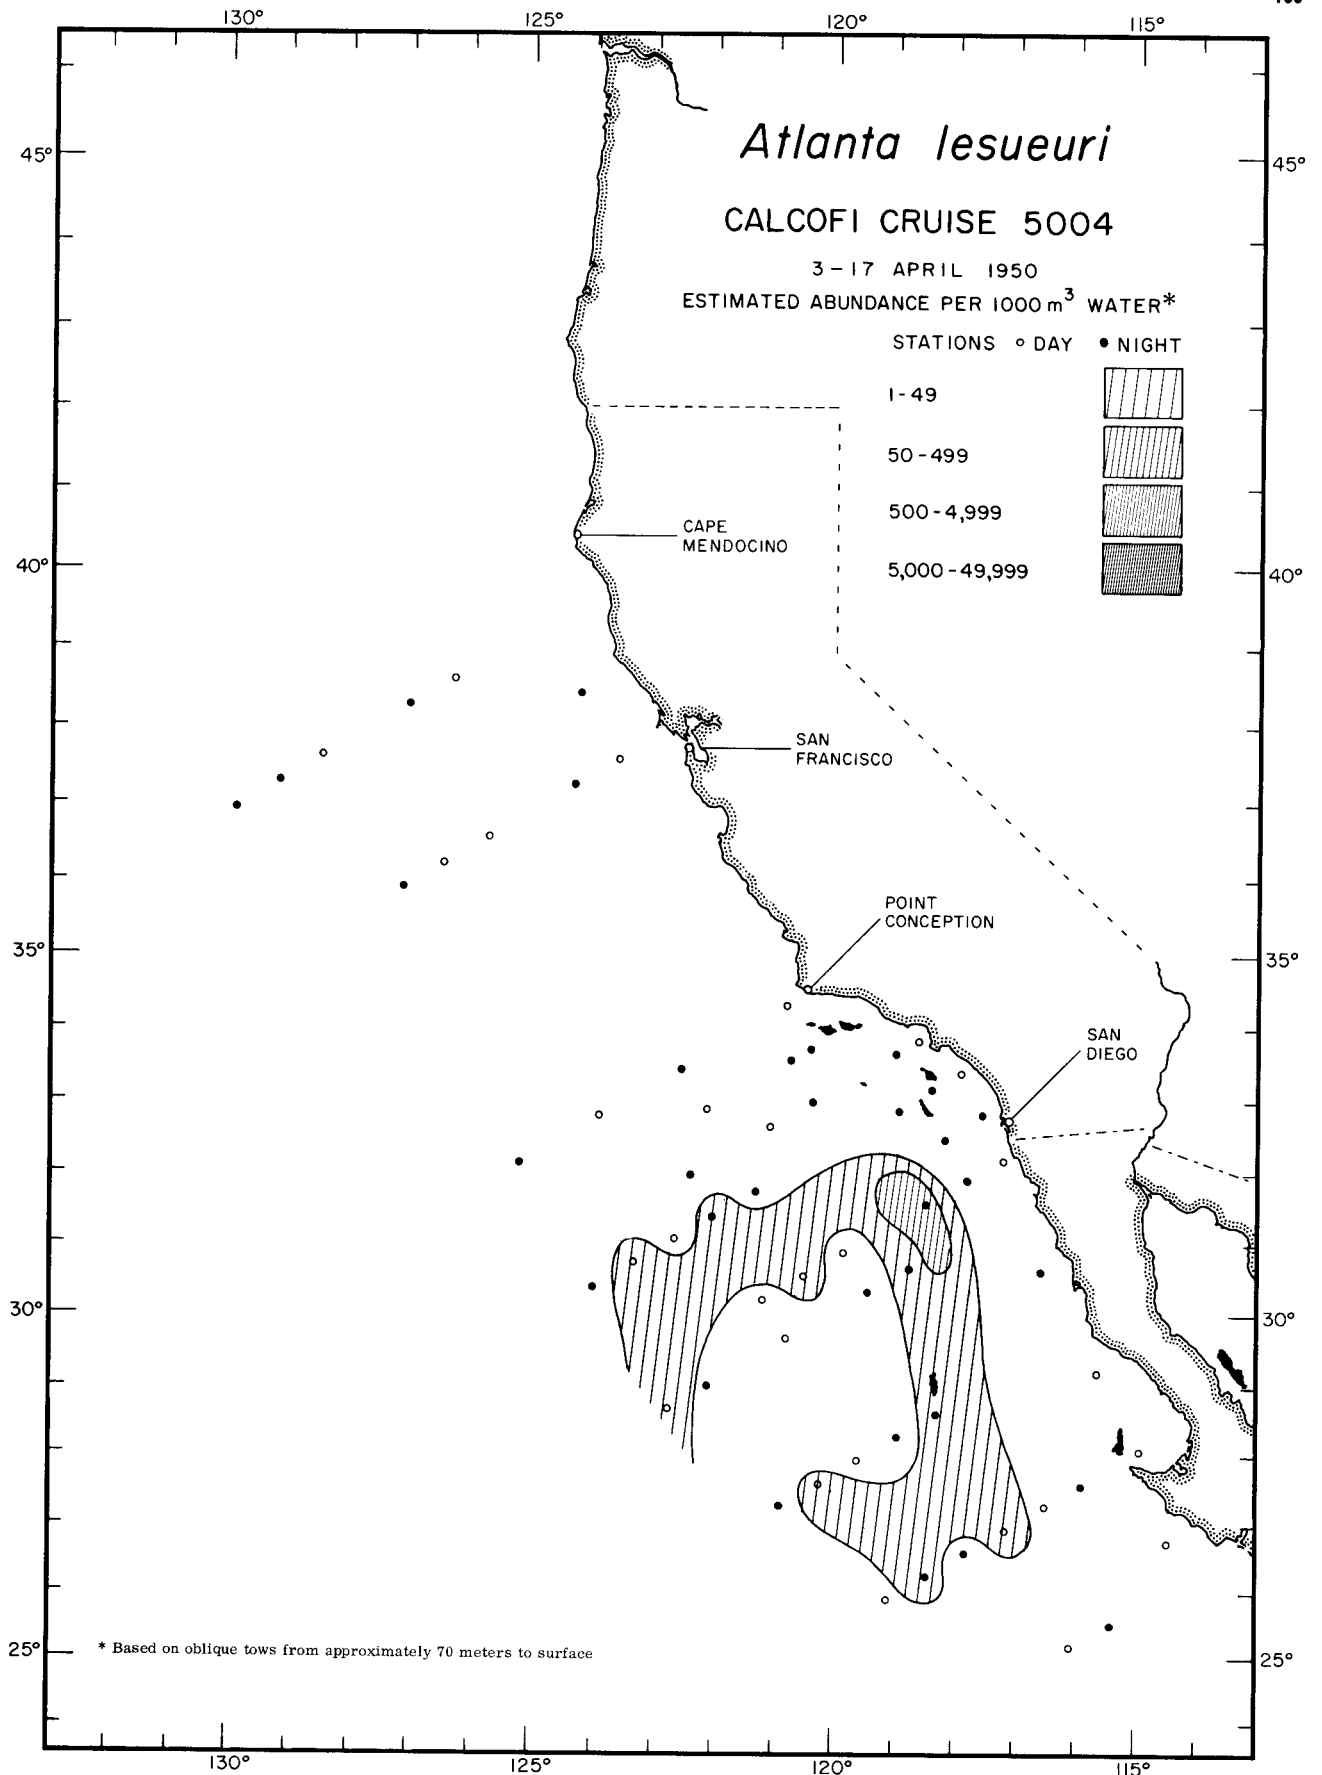 130° 125° 120° 115°
Atlanta lesueuri
45° 45°
CALCOFI CRUISE 5004
3-17 APRIL 1950
ESTIMATED ABUNDANCE PER 1000 m³ WATER*
STATIONS ○ DAY ● NIGHT
1-49
50-499
500-4,999
5,000-49,999
CAPE
MENDOCINO
40° 40°
SAN
FRANCISCO
POINT
CONCEPTION
35° 35°
SAN
DIEGO
30° 30°
25° * Based on oblique tows from approximately 70 meters to surface 25°
130° 125° 120° 115°